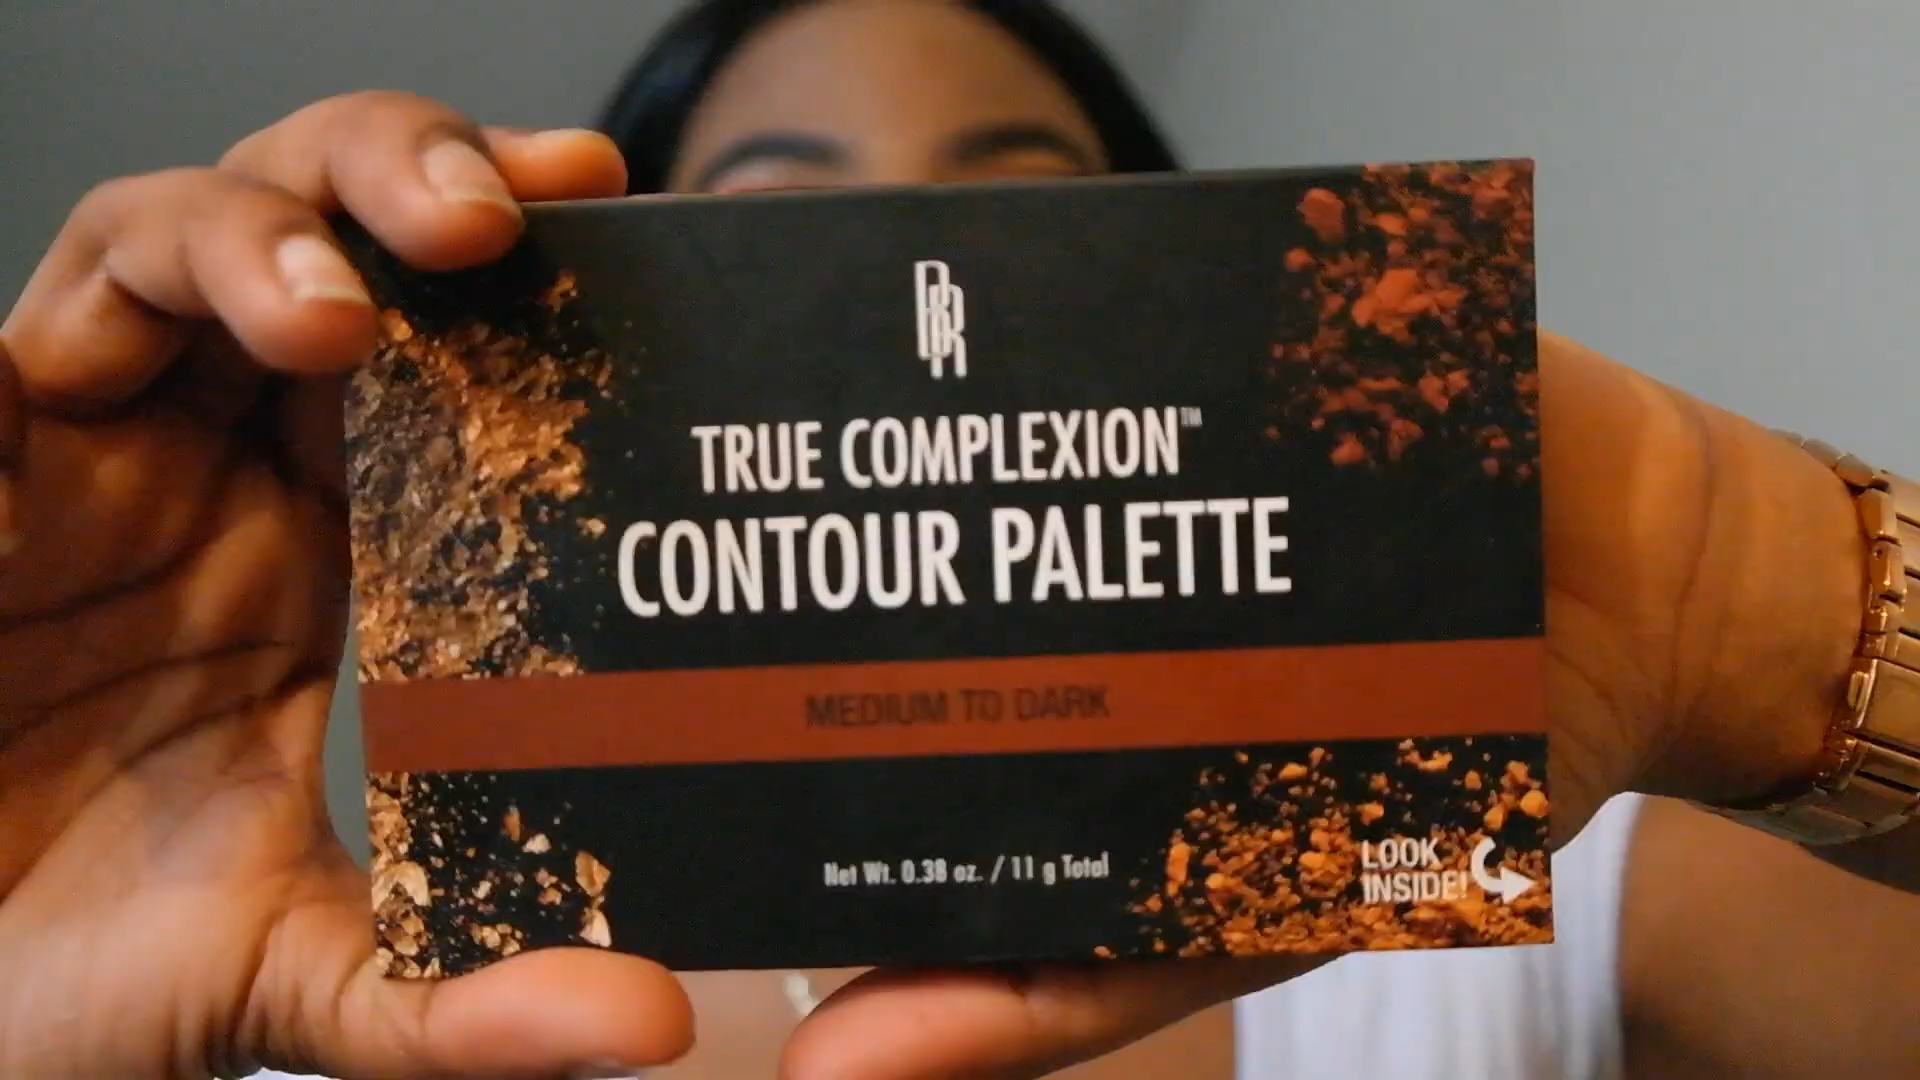 BR
TRUE COMPLEXION™
CONTOUR PALETTE
MEDIUM TO DARK
Net Wt. 0.38 oz. / 11 g Total
LOOK
INSIDE!